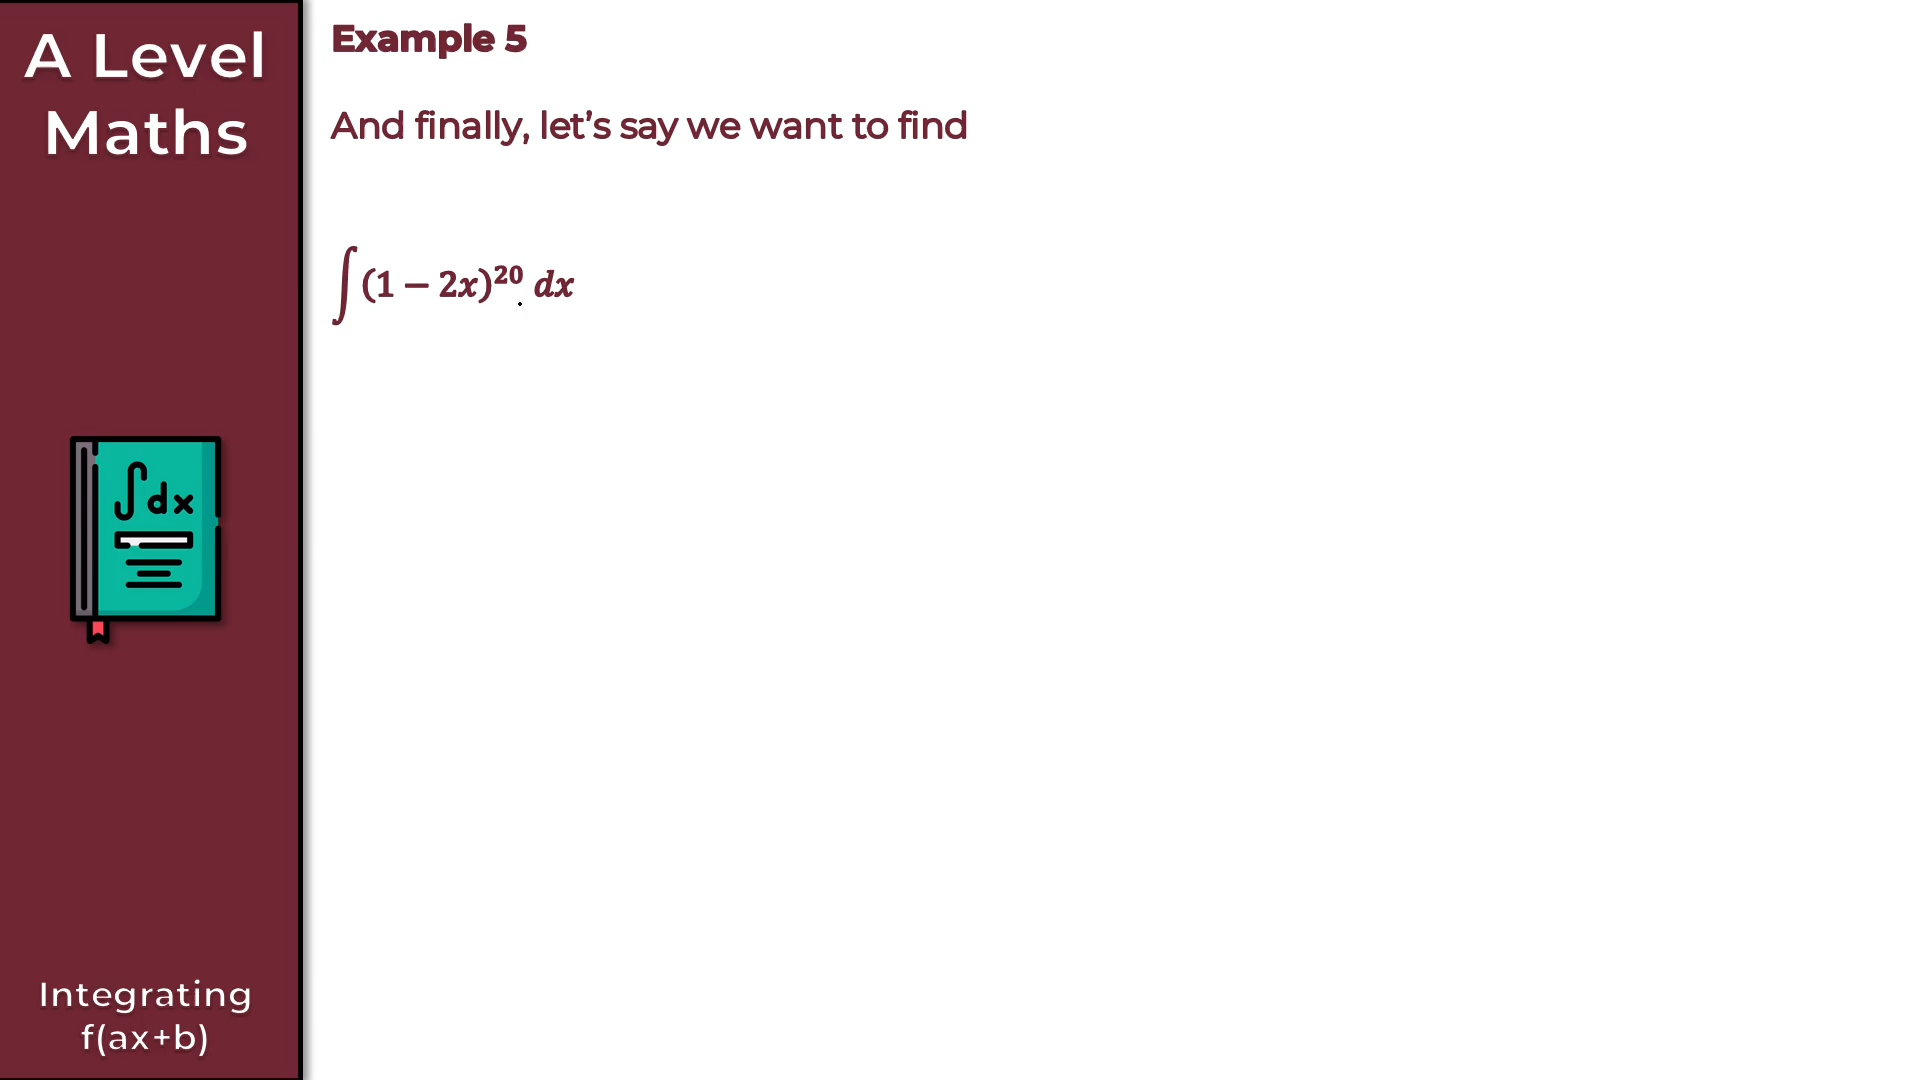 A Level
Maths
Example 5
And finally, let's say we want to find
∫(1 − 2x)²⁰ dx
∫dx
Integrating
f(ax+b)